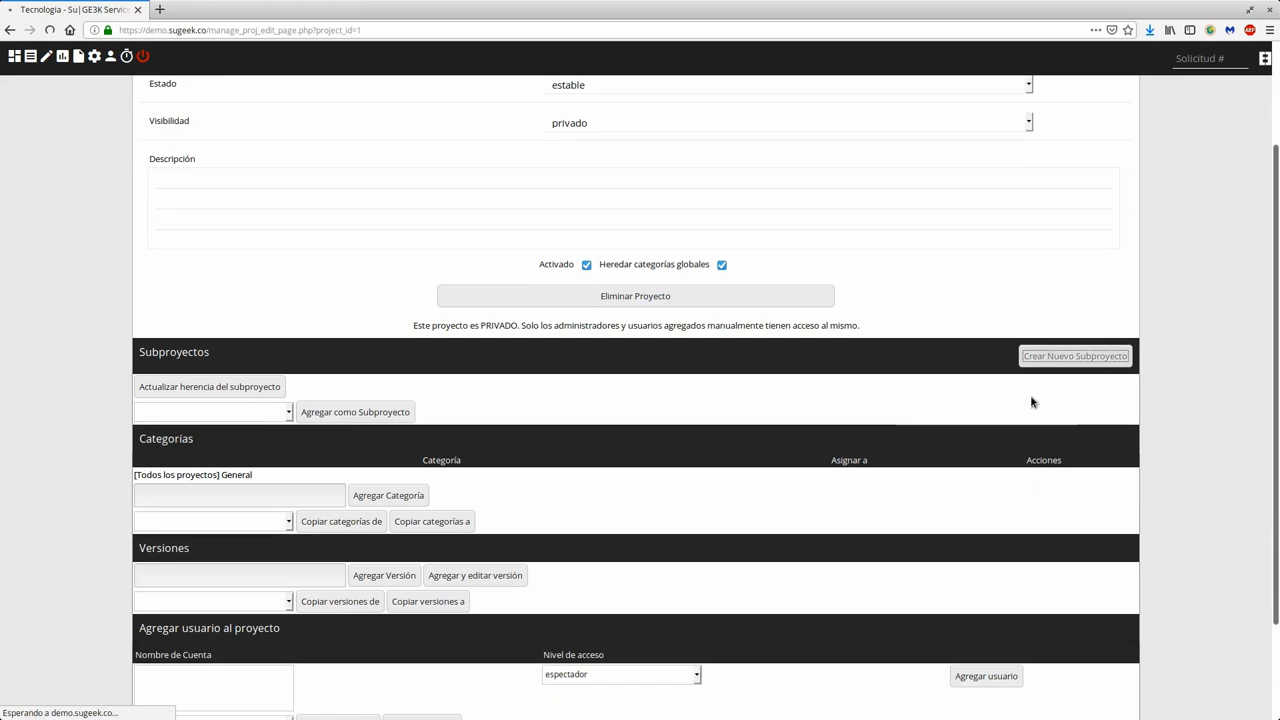 Tecnologia - Su|GE3K Service
https://demo.sugeek.co/manage_proj_edit_page.php?project_id=1
Solicitud #
Estado
estable
Visibilidad
privado
Descripción
Activado
Heredar categorías globales
Eliminar Proyecto
Este proyecto es PRIVADO. Solo los administradores y usuarios agregados manualmente tienen acceso al mismo.
Subproyectos
Crear Nuevo Subproyecto
Actualizar herencia del subproyecto
Agregar como Subproyecto
Categorías
Categoría Asignar a Acciones
[Todos los proyectos] General
Agregar Categoría
Copiar categorías de Copiar categorías a
Versiones
Agregar Versión Agregar y editar versión
Copiar versiones de Copiar versiones a
Agregar usuario al proyecto
Nombre de Cuenta Nivel de acceso
espectador Agregar usuario
Esperando a demo.sugeek.co...